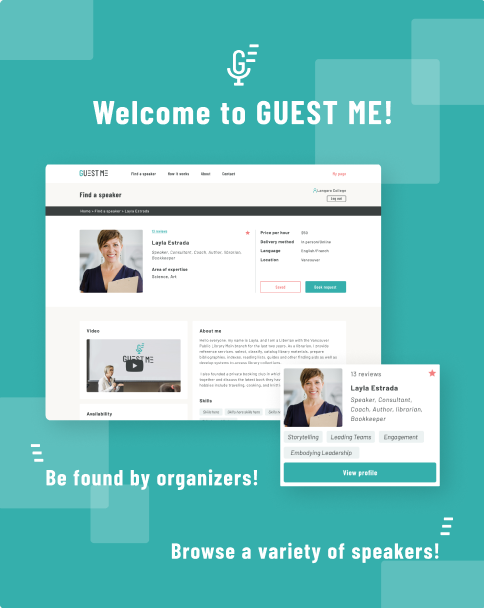 G
Welcome to GUEST ME!
GUEST ME
Find a speaker
How it works
About
Contact
My page
Find a speaker
Langara College
Log out
Home > Find a speaker > Layla Estrada
13 reviews
Layla Estrada
Speaker, Consultant, Coach, Author, librarian,
Bookkeeper
Area of expertise
Science, Art
Price per hour
Delivery method In person/Online
Language English/French
Location Vancouver
Email
Book request
Video
GUEST ME
Availability
About me
Hello everyone, my name is Layla, and I am a Librarian with the Vancouver
Public Library Main branch for the last two years. As a librarian, I provide
reference services, select, classify, catalog library materials, prepare
bibliographies, indexes, reading lists, guides and other finding aids as well as
develop systems to access library collections.
I also founded a private booking club in which
together and discuss the latest book they have
hobbies include traveling, cooking, and
Skills
13 reviews
Layla Estrada
Speaker, Consultant,
Coach, Author, librarian,
Bookkeeper
Storytelling
Leading Teams
Engagement
Embodying Leadership
View profile
Be found by organizers!
Browse a variety of speakers!